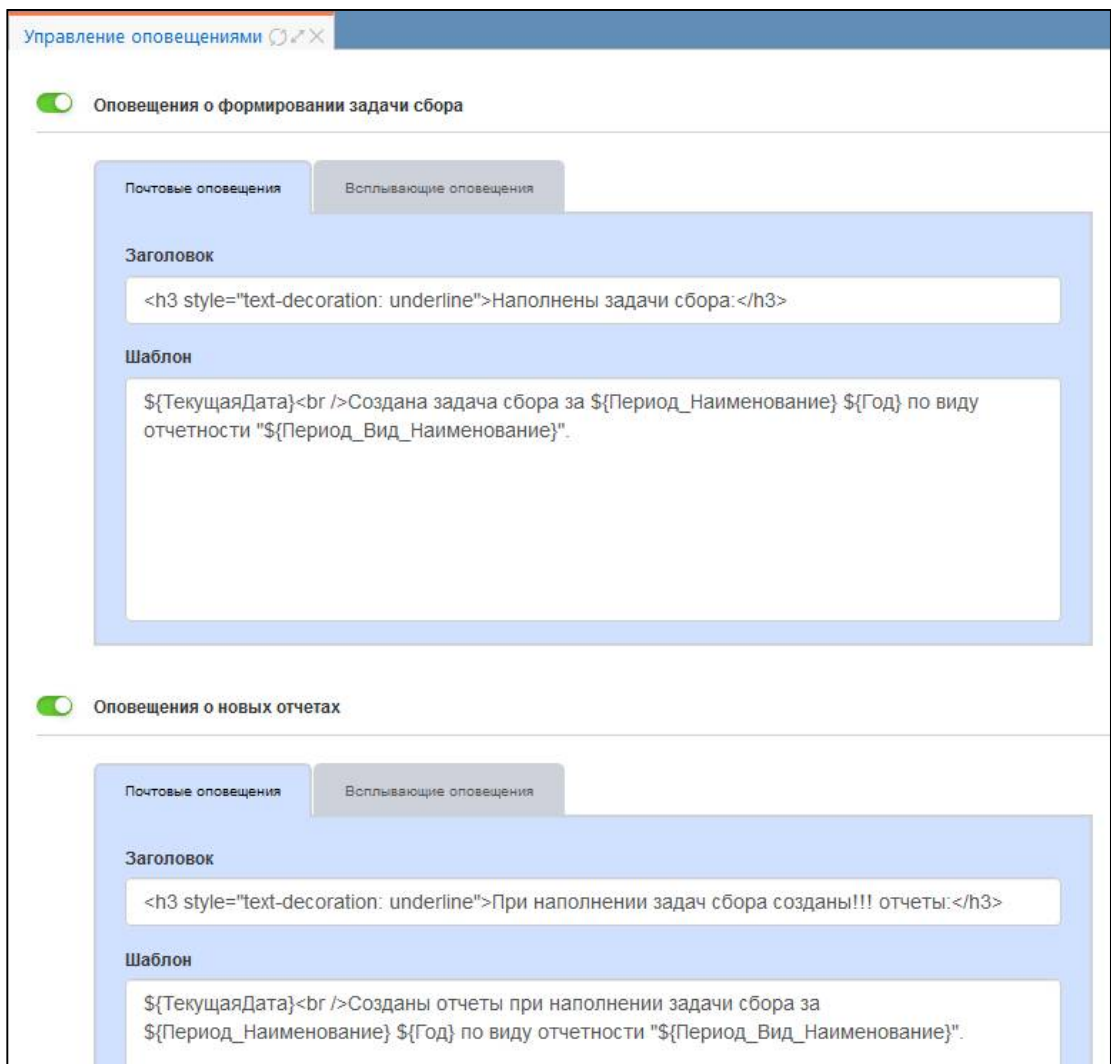 Управление оповещениями
Оповещения о формировании задачи сбора
Почтовые оповещения
Всплывающие оповещения
Заголовок
<h3 style="text-decoration: underline">Наполнены задачи сбора:</h3>
Шаблон
${ТекущаяДата}<br />Создана задача сбора за ${Период_Наименование} ${Год} по виду
отчетности "${Период_Вид_Наименование}".
Оповещения о новых отчетах
Почтовые оповещения
Всплывающие оповещения
Заголовок
<h3 style="text-decoration: underline">При наполнении задач сбора созданы!!! отчеты:</h3>
Шаблон
${ТекущаяДата}<br />Созданы отчеты при наполнении задачи сбора за
${Период_Наименование} ${Год} по виду отчетности "${Период_Вид_Наименование}".